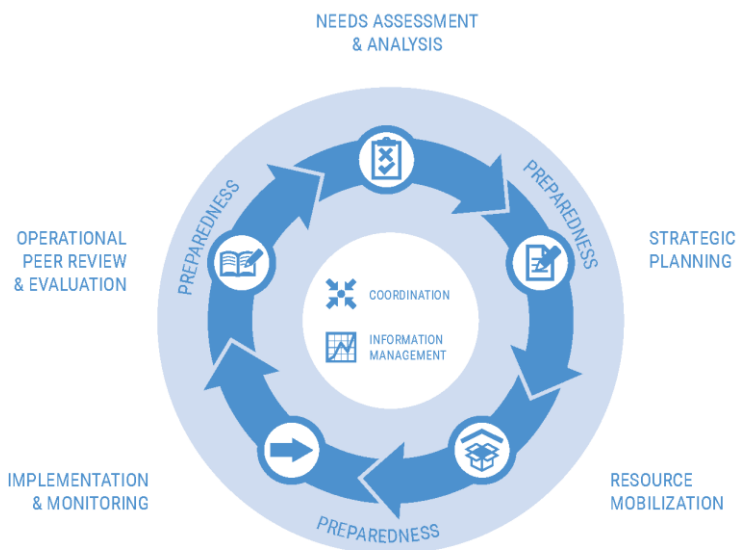 NEEDS ASSESSMENT
& ANALYSIS
PREPAREDNESS
PREPAREDNESS
OPERATIONAL
PEER REVIEW
& EVALUATION
STRATEGIC
PLANNING
COORDINATION
INFORMATION
MANAGEMENT
IMPLEMENTATION
& MONITORING
RESOURCE
MOBILIZATION
PREPAREDNESS